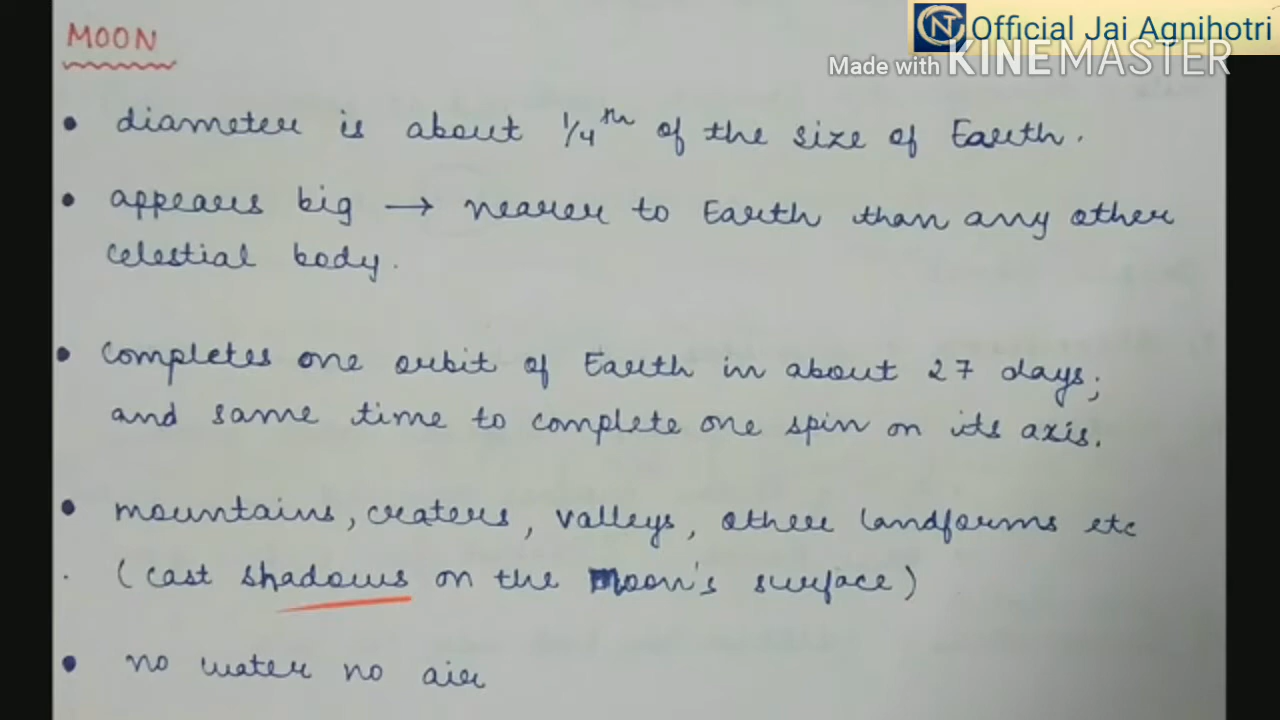 MOON
Official Jai Agnihotri
Made with KINEMASTER
• diameter is about 1/4th of the size of Earth.
• appears big → nearer to Earth than any other
celestial body.
• completes one orbit of Earth in about 27 days;
and same time to complete one spin on its axis.
• mountains, craters, valleys, other landforms etc
(cast shadows on the Moon's surface)
• no water no air